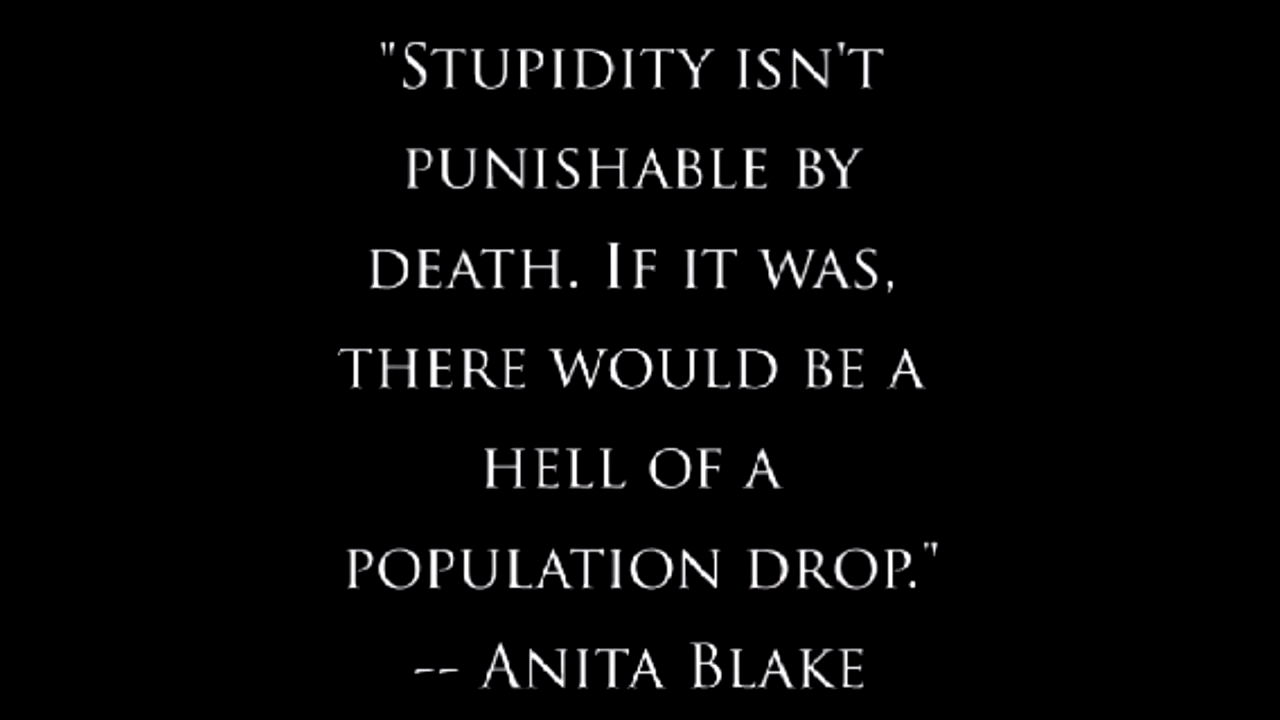 "Stupidity isn't
punishable by
death. If it was,
there would be a
hell of a
population drop."
-- Anita Blake